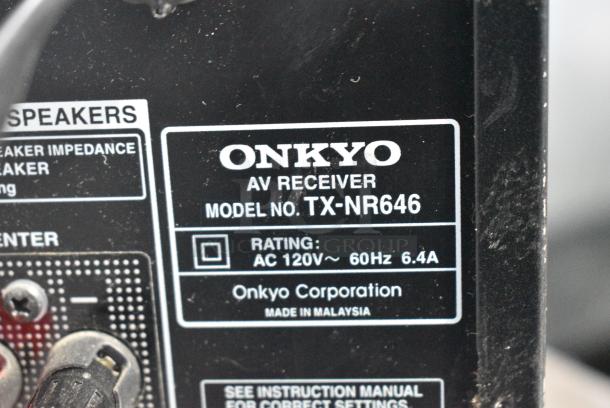 SPEAKERS
EAKER IMPEDANCE
EAKER
ng
ENTER
ONKYO
AV RECEIVER
MODEL NO. TX-NR646
RATING:
AC 120V~ 60Hz 6.4A
Onkyo Corporation
MADE IN MALAYSIA
SEE INSTRUCTION MANUAL
FOR CORRECT SETTINGS